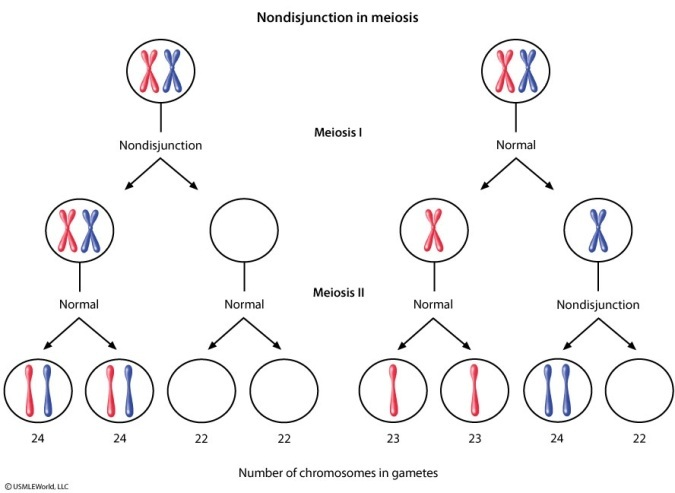 Nondisjunction in meiosis
Meiosis I
Nondisjunction
Normal
Meiosis II
Normal
Normal
Normal
Nondisjunction
24
24
22
22
23
23
24
22
Number of chromosomes in gametes
© USMLEWorld, LLC